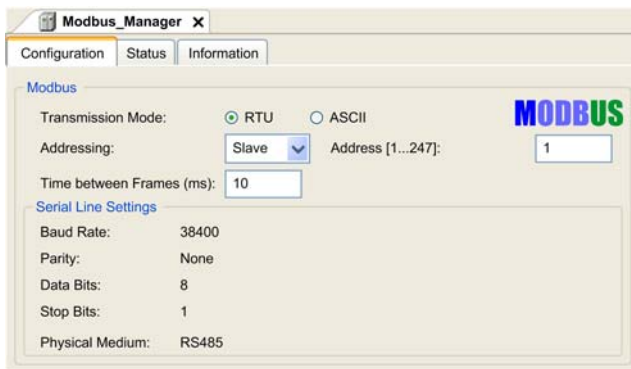 Modbus_Manager X
Configuration Status Information
Modbus
Transmission Mode: RTU ASCII MODBUS
Addressing: Slave Address [1...247]: 1
Time between Frames (ms): 10
Serial Line Settings
Baud Rate: 38400
Parity: None
Data Bits: 8
Stop Bits: 1
Physical Medium: RS485